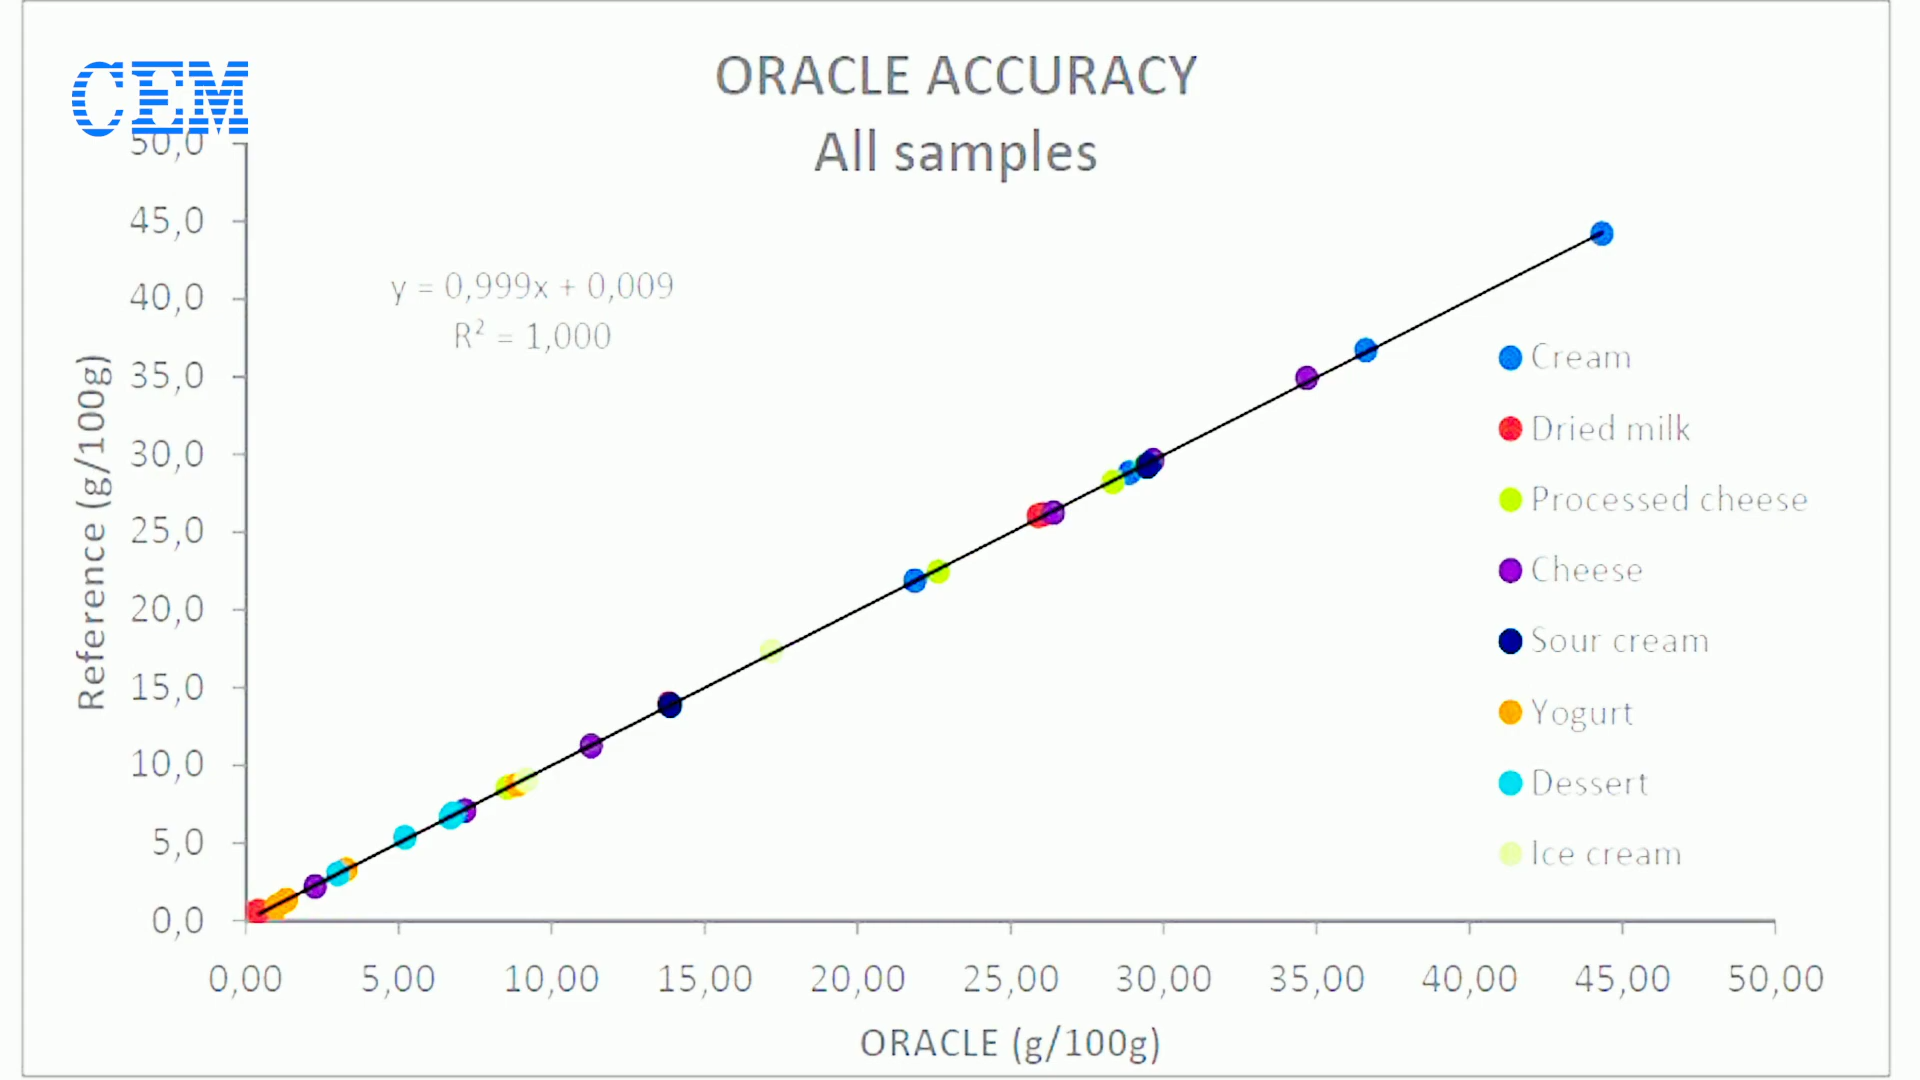 CEM
ORACLE ACCURACY
All samples
y = 0,999x + 0,009
R² = 1,000
Reference (g/100g)
50,0
45,0
40,0
35,0
30,0
25,0
20,0
15,0
10,0
5,0
0,0
Cream
Dried milk
Processed cheese
Cheese
Sour cream
Yogurt
Dessert
Ice cream
0,00 5,00 10,00 15,00 20,00 25,00 30,00 35,00 40,00 45,00 50,00
ORACLE (g/100g)